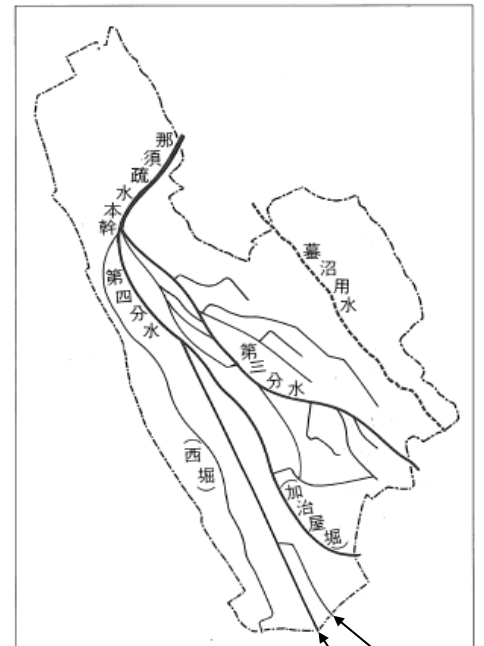 那須疏水本幹
蟇沼用水
第四分水
第三分水
(西堀)
(加治屋堀)